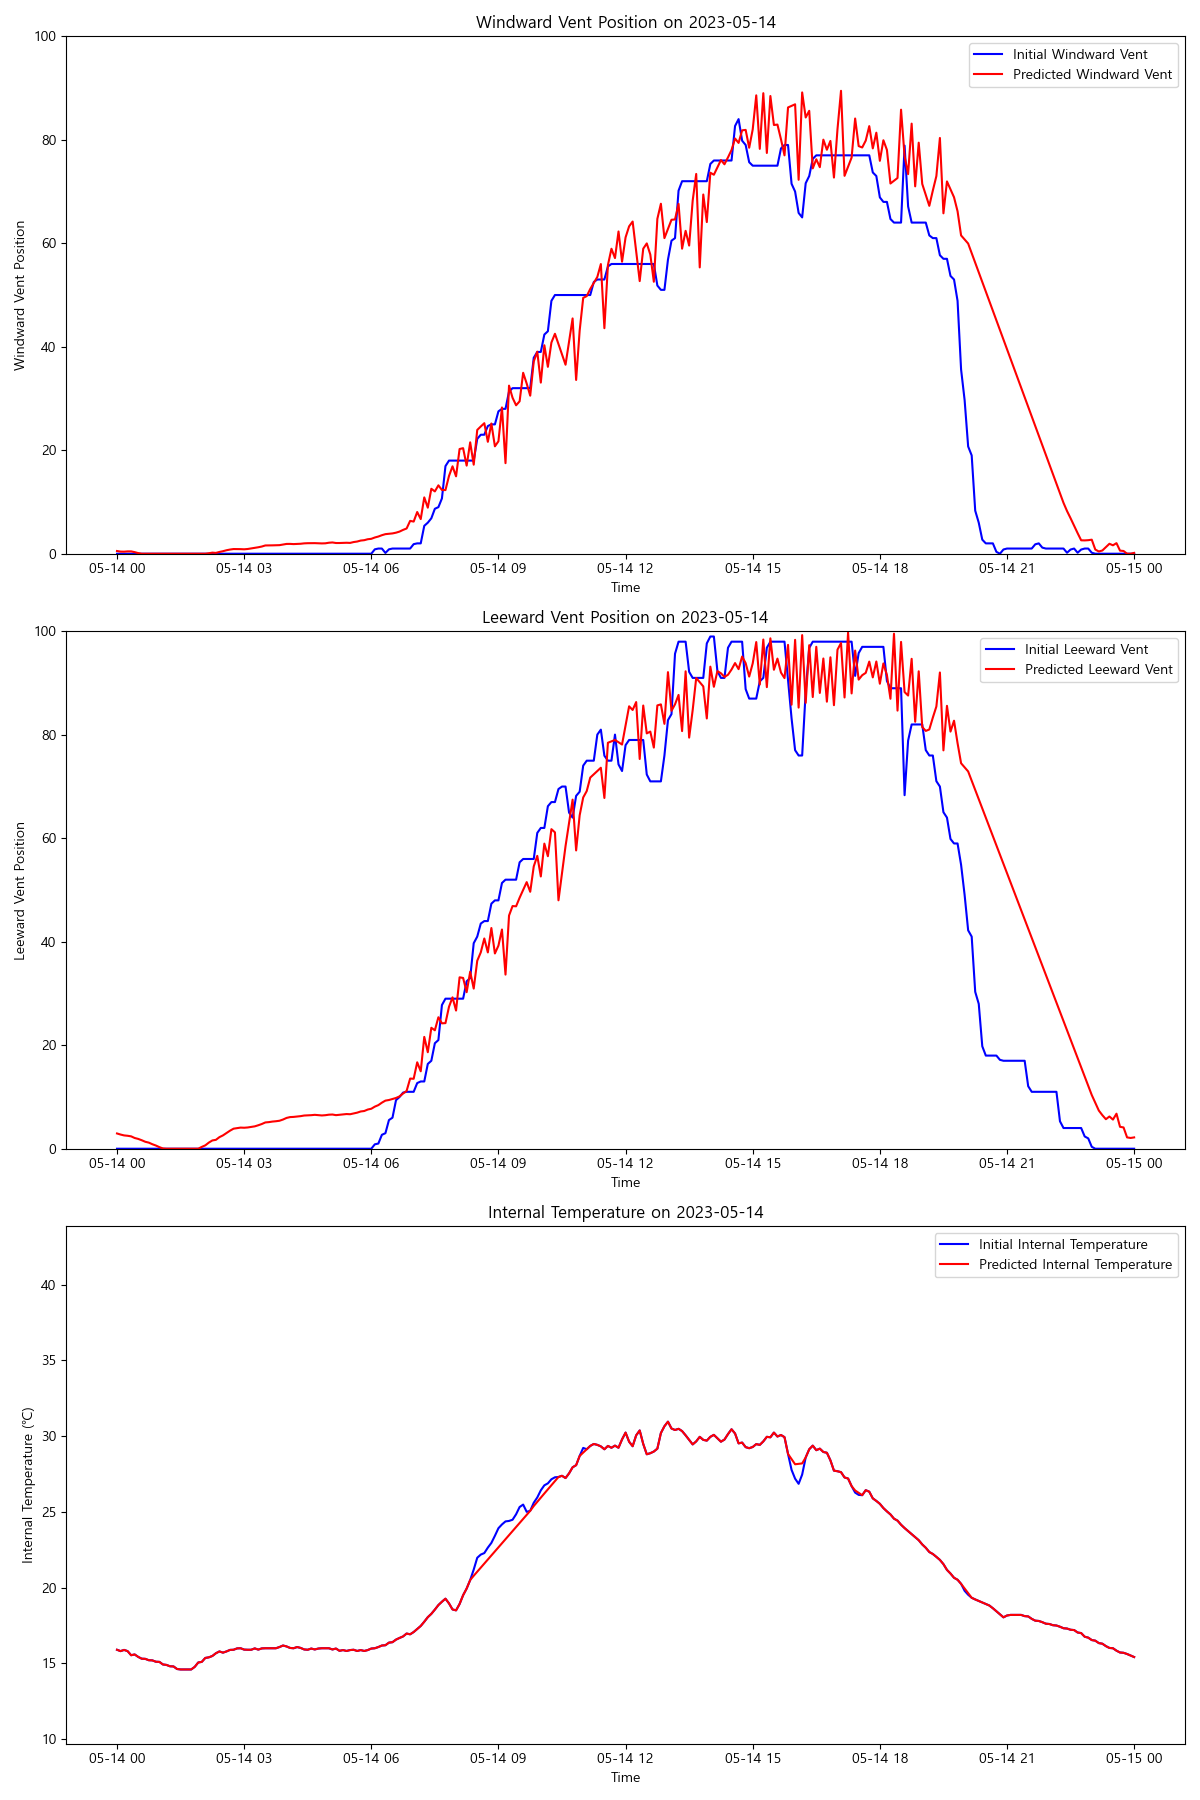 Windward Vent Position on 2023-05-14
Initial Windward Vent
Predicted Windward Vent
100
80
60
40
20
0
Windward Vent Position
05-14 00 05-14 03 05-14 06 05-14 09 05-14 12 05-14 15 05-14 18 05-14 21 05-15 00
Time
Leeward Vent Position on 2023-05-14
Initial Leeward Vent
Predicted Leeward Vent
100
80
60
40
20
0
Leeward Vent Position
05-14 00 05-14 03 05-14 06 05-14 09 05-14 12 05-14 15 05-14 18 05-14 21 05-15 00
Time
Internal Temperature on 2023-05-14
Initial Internal Temperature
Predicted Internal Temperature
40
35
30
25
20
15
10
Internal Temperature (℃)
05-14 00 05-14 03 05-14 06 05-14 09 05-14 12 05-14 15 05-14 18 05-14 21 05-15 00
Time